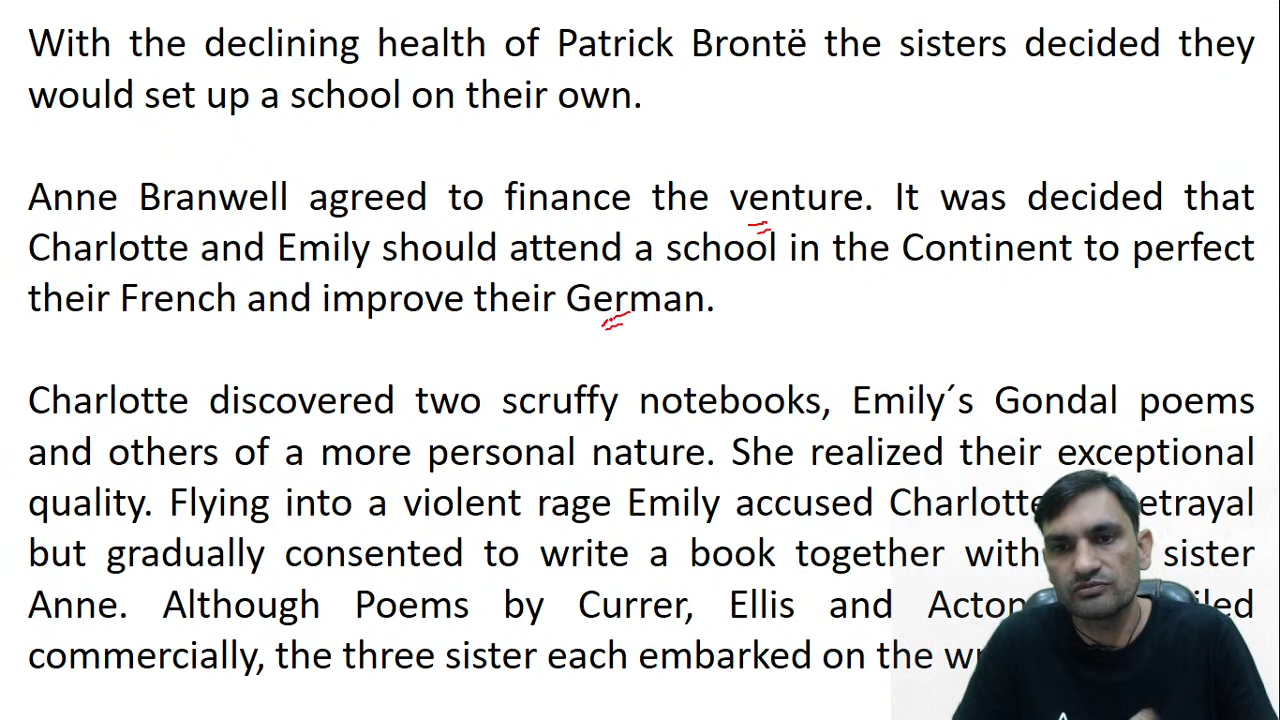 With the declining health of Patrick Brontë the sisters decided they
would set up a school on their own.
Anne Branwell agreed to finance the venture. It was decided that
Charlotte and Emily should attend a school in the Continent to perfect
their French and improve their German.
Charlotte discovered two scruffy notebooks, Emily´s Gondal poems
and others of a more personal nature. She realized their exceptional
quality. Flying into a violent rage Emily accused Charlotte
but gradually consented to write a book together with sister
Anne. Although Poems by Currer, Ellis and Acton
commercially, the three sister each embarked on the